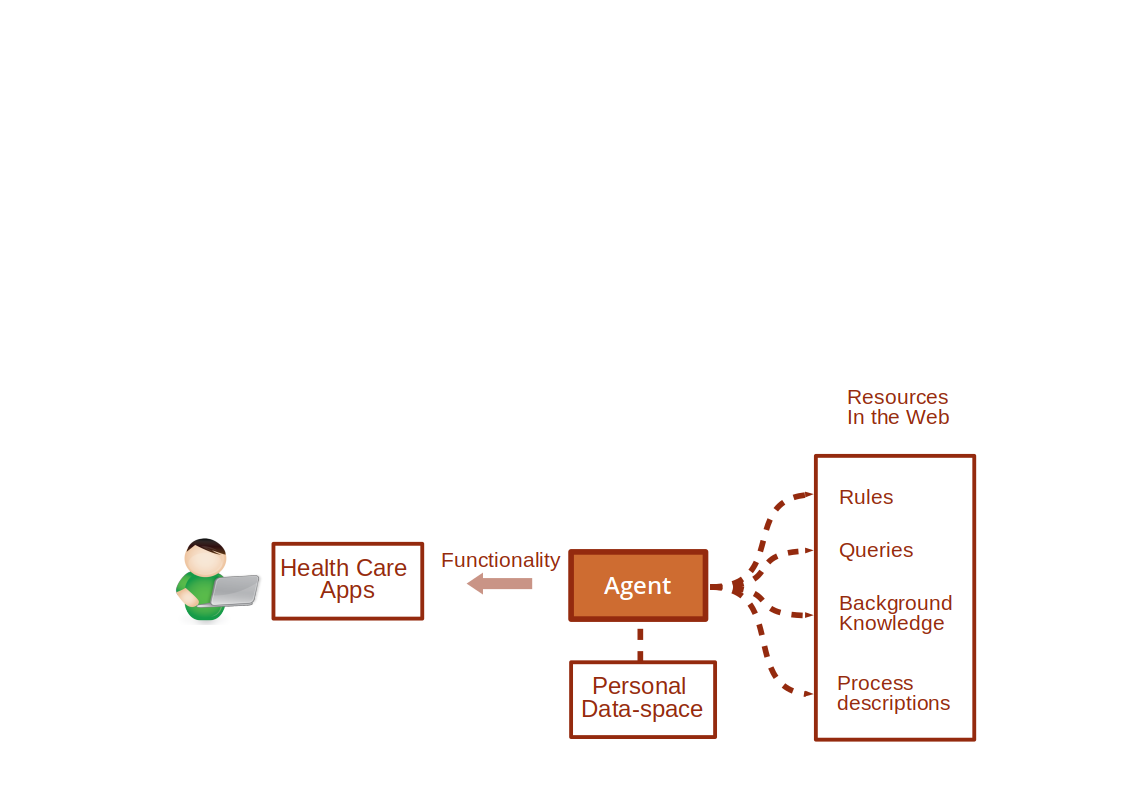 Resources
In the Web
Rules
Queries
Background
Knowledge
Process
descriptions
Health Care
Apps
Functionality
Agent
Personal
Data-space